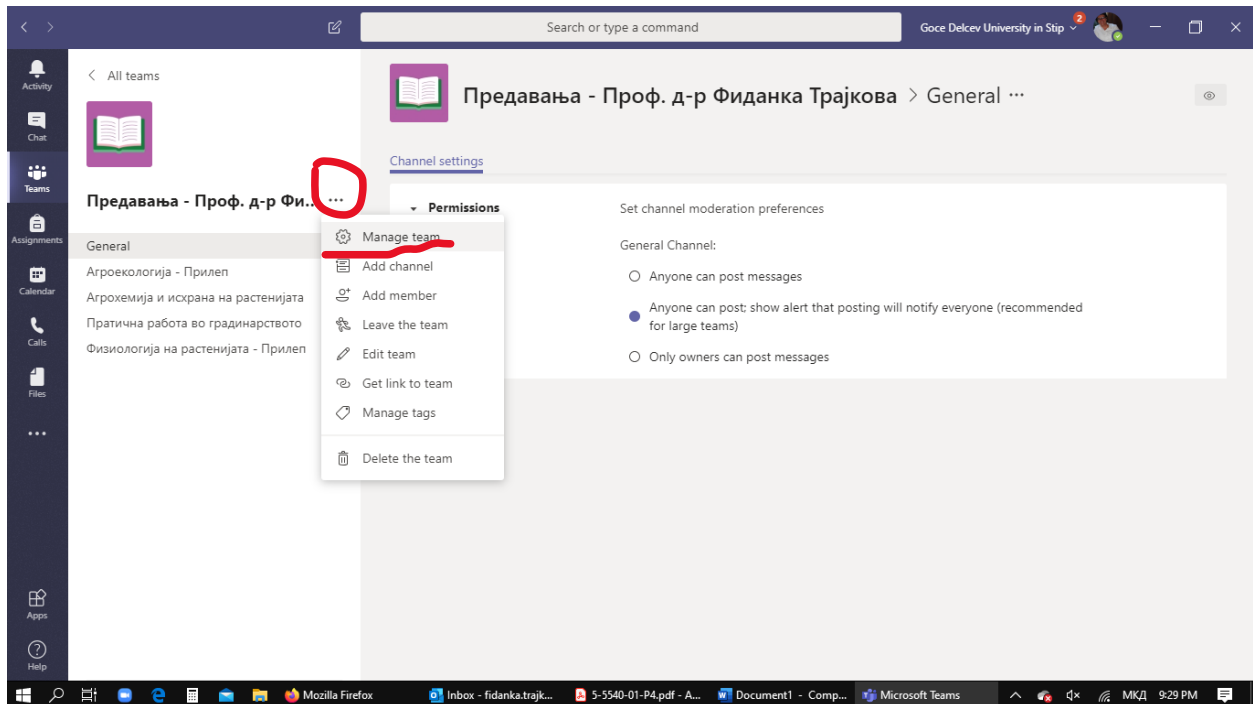 Search or type a command
Goce Delcev University in Stip
2
Activity
Chat
Teams
Assignments
Calendar
Calls
Files
Apps
Help
All teams
Предавања - Проф. д-р Фи...
General
Агроекологија - Прилеп
Агрохемија и исхрана на растенијата
Пратична работа во градинарството
Физиологија на растенијата - Прилеп
Manage team
Add channel
Add member
Leave the team
Edit team
Get link to team
Manage tags
Delete the team
Предавања - Проф. д-р Фиданка Трајкова > General ...
Channel settings
Permissions
Set channel moderation preferences
General Channel:
Anyone can post messages
Anyone can post; show alert that posting will notify everyone (recommended
for large teams)
Only owners can post messages
Mozilla Firefox
Inbox - fidanka.trajk...
5-5540-01-P4.pdf - A...
Document1 - Comp...
Microsoft Teams
МКД
9:29 PM